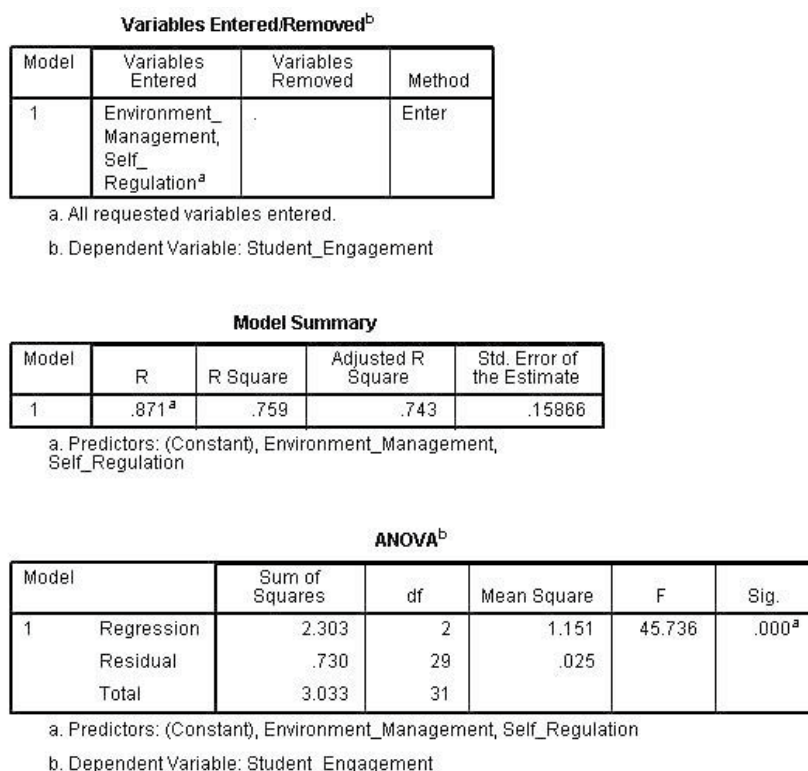 Variables Entered/Removedb
Model Variables Entered Variables Removed Method
1 Environment_ Management, Self_ Regulationa . Enter
a. All requested variables entered.
b. Dependent Variable: Student_Engagement
Model Summary
Model R R Square Adjusted R Square Std. Error of the Estimate
1 .871a .759 .743 .15866
a. Predictors: (Constant), Environment_Management,
Self_Regulation
ANOVAb
Model Sum of Squares df Mean Square F Sig.
1 Regression 2.303 2 1.151 45.736 .000a
Residual .730 29 .025
Total 3.033 31
a. Predictors: (Constant), Environment_Management, Self_Regulation
b. Dependent Variable: Student_Engagement